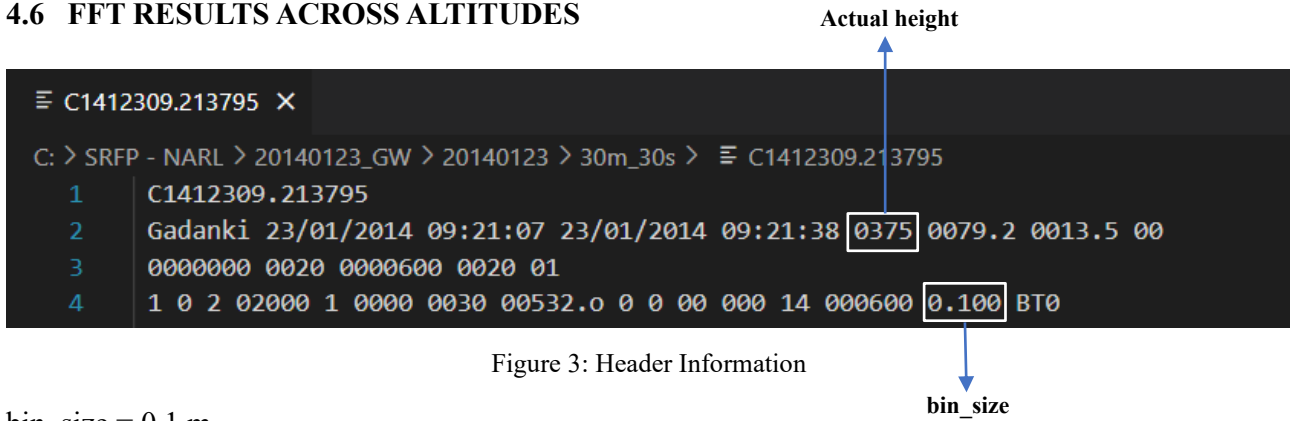 4.6 FFT RESULTS ACROSS ALTITUDES
Actual height
C1412309.213795
C: > SRFP - NARL > 20140123_GW > 20140123 > 30m_30s > C1412309.213795
1 C1412309.213795
2 Gadanki 23/01/2014 09:21:07 23/01/2014 09:21:38 0375 0079.2 0013.5 00
3 0000000 0020 0000600 0020 01
4 1 0 2 02000 1 0000 0030 00532.o 0 0 00 000 14 000600 0.100 BT0
Figure 3: Header Information
bin_size
bin_size = 0.1 m